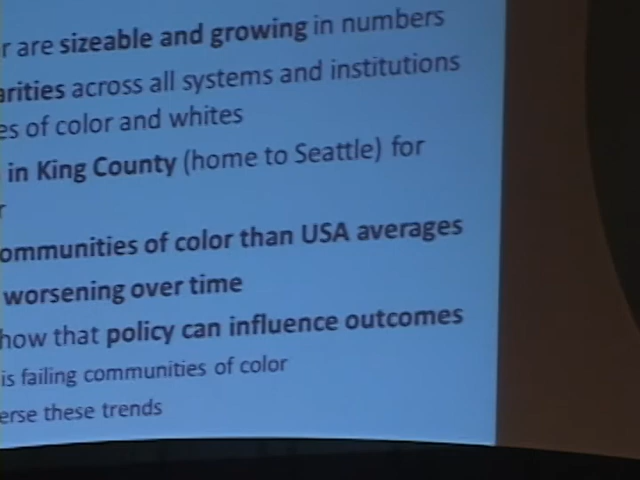 r are sizeable and growing in numbers
arities across all systems and institutions
es of color and whites
in King County (home to Seattle) for
r
ommunities of color than USA averages
worsening over time
how that policy can influence outcomes
is failing communities of color
erse these trends